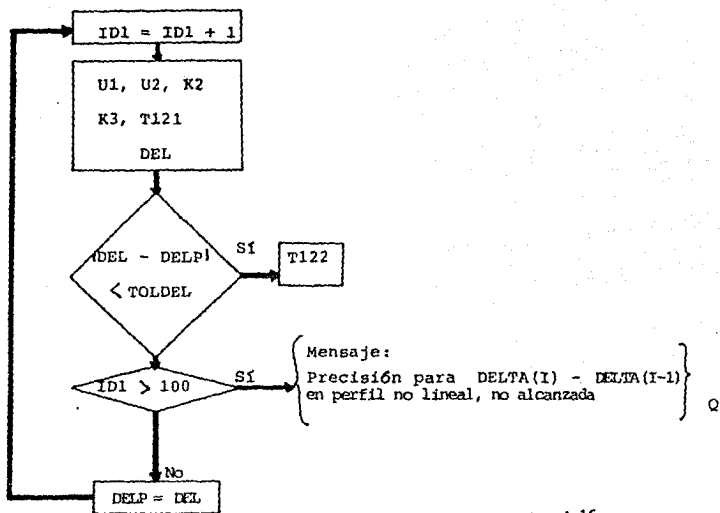 ID1 = ID1 + 1
U1, U2, K2
K3, T121
DEL
|DEL - DELP|
< TOLDEL
Sí
T122
ID1 > 100
Sí
Mensaje:
Precisión para DELTA(I) - DELTA(I-1)
en perfil no lineal, no alcanzada
Q
No
DELP = DEL